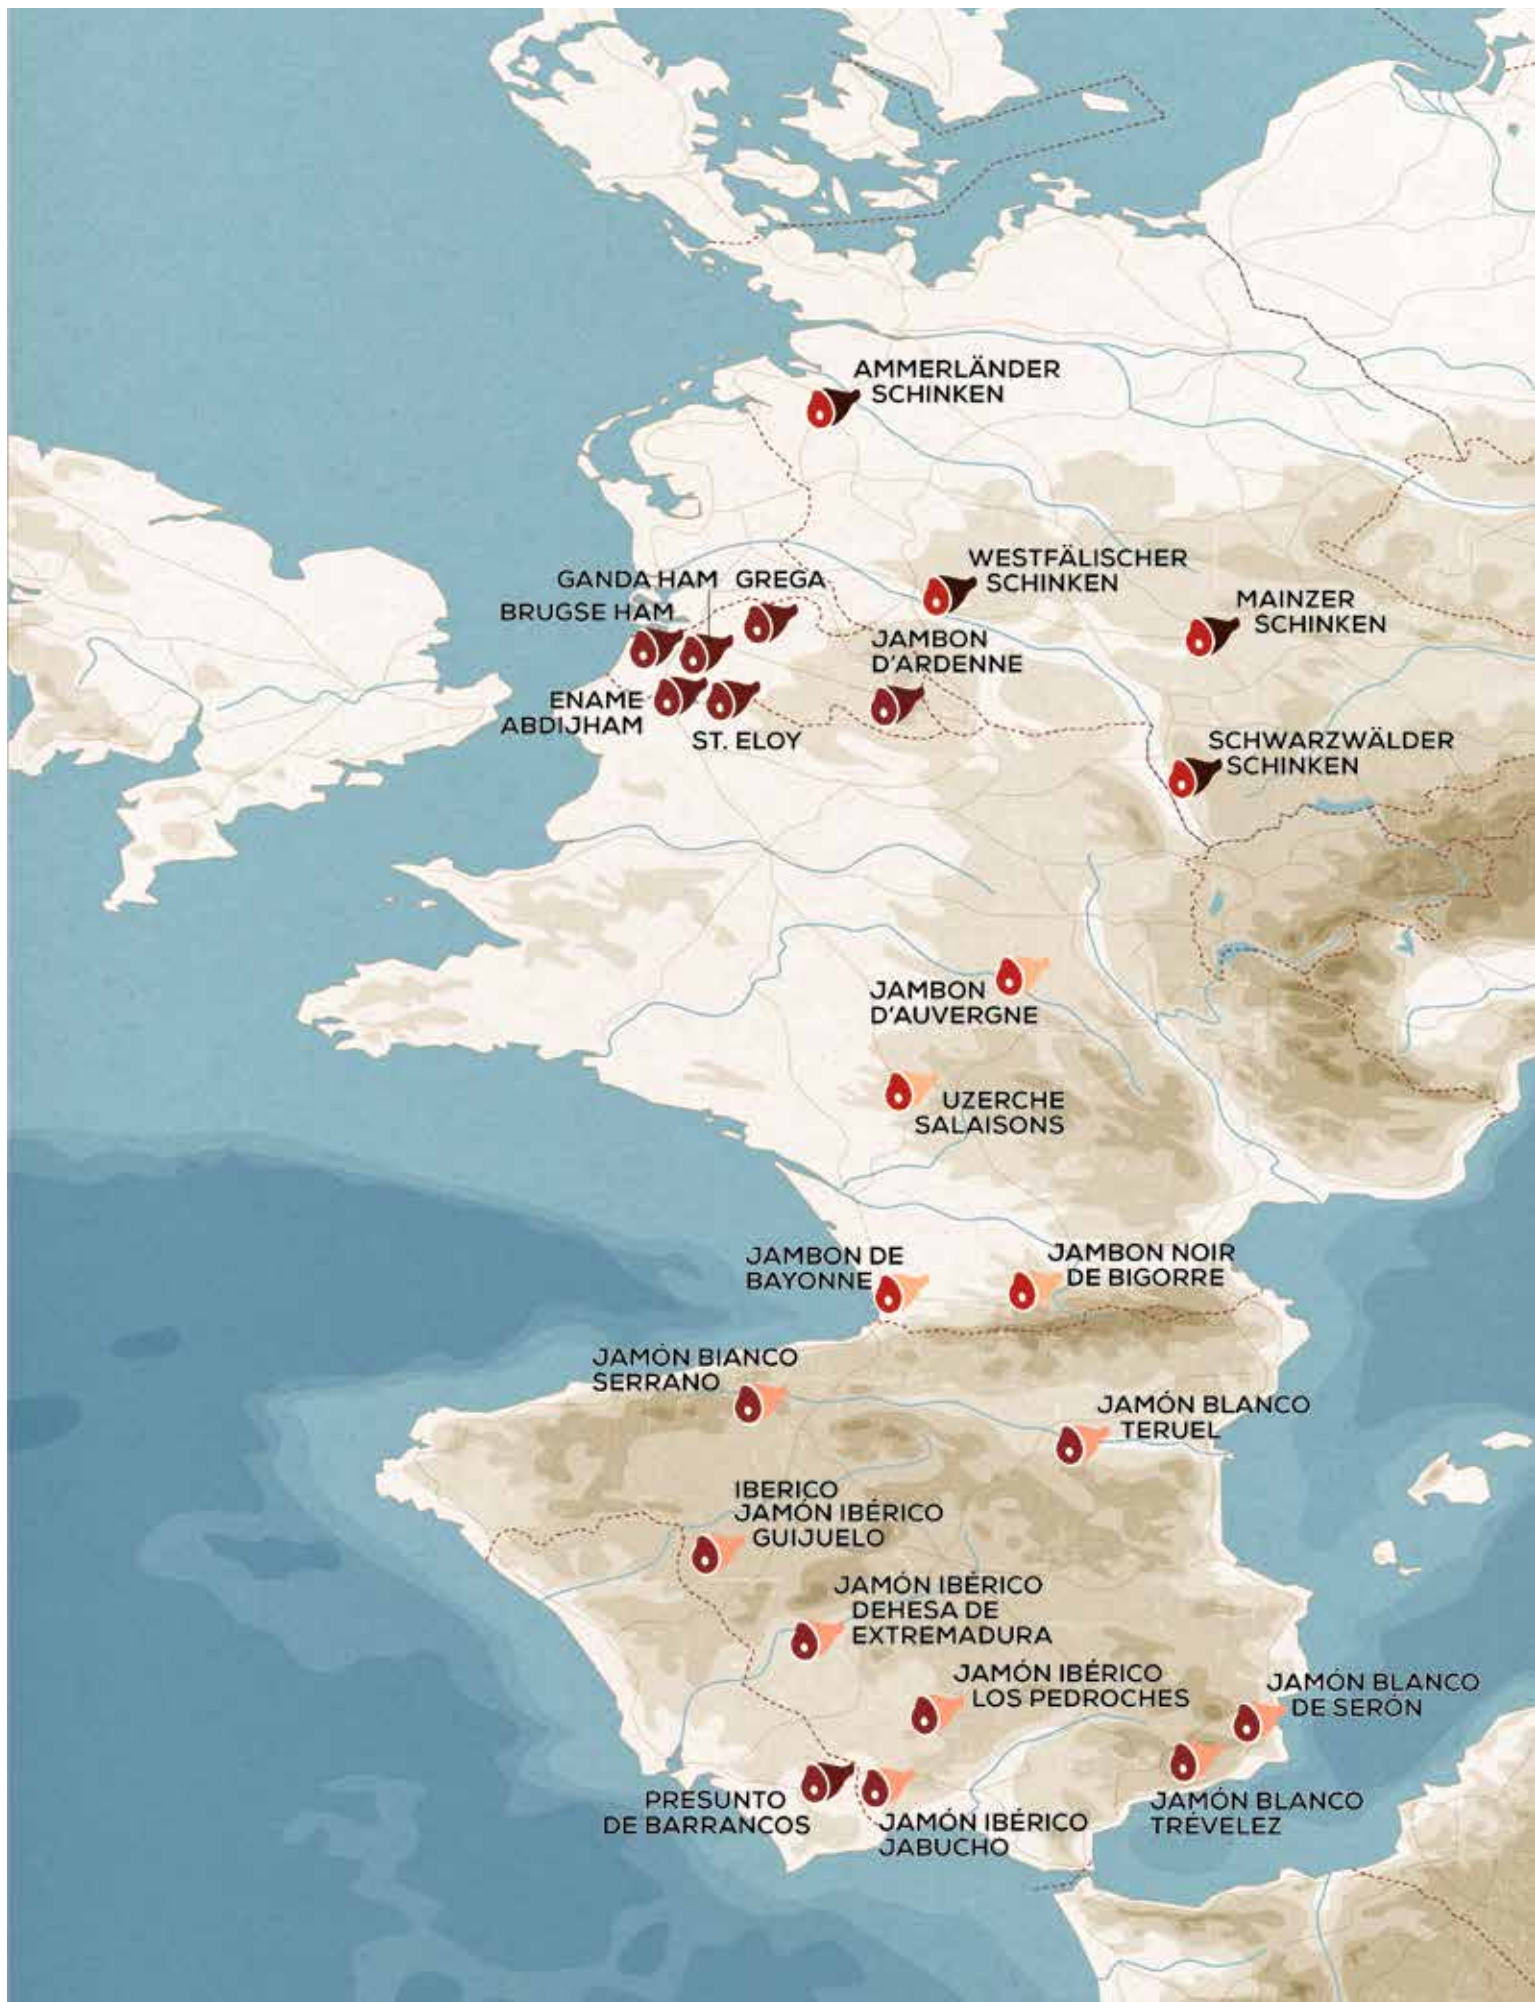 AMMERLÄNDER
SCHINKEN
WESTFÄLISCHER
SCHINKEN
GANDA HAM
GREGA
BRUGSE HAM
MAINZER
SCHINKEN
JAMBON
D'ARDENNE
ENAME
ABDIJHAM
ST. ELOY
SCHWARZWÄLDER
SCHINKEN
JAMBON
D'AUVERGNE
UZERCHE
SALAISONS
JAMBON DE
BAYONNE
JAMBON NOIR
DE BIGORRE
JAMÓN BIANCO
SERRANO
JAMÓN BLANCO
TERUEL
IBERICO
JAMÓN IBÉRICO
GUIJUELO
JAMÓN IBÉRICO
DEHESA DE
EXTREMADURA
JAMÓN IBÉRICO
LOS PEDROCHES
JAMÓN BLANCO
DE SERÓN
PRESUNTO
DE BARRANCOS
JAMÓN IBÉRICO
JABUCHO
JAMÓN BLANCO
TRÉVELEZ